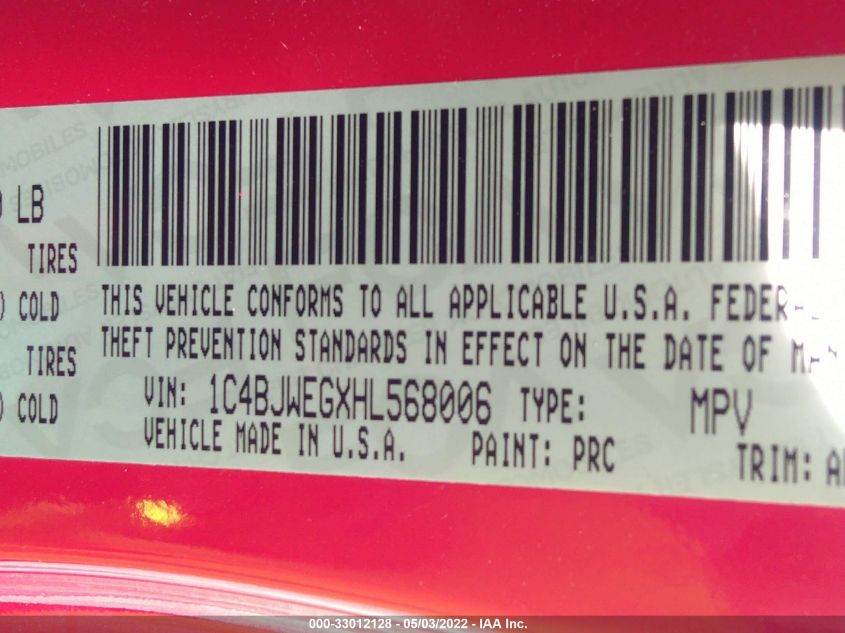 LB
TIRES
COLD
TIRES
COLD
THIS VEHICLE CONFORMS TO ALL APPLICABLE U.S.A.
THEFT PREVENTION STANDARDS IN EFFECT ON THE DATE OF
VIN: 1C4BJWEGXHL568006 TYPE: MPV
VEHICLE MADE IN U.S.A. PAINT: PRC TRIM:
000-33012128 - 05/03/2022 - IAA Inc.